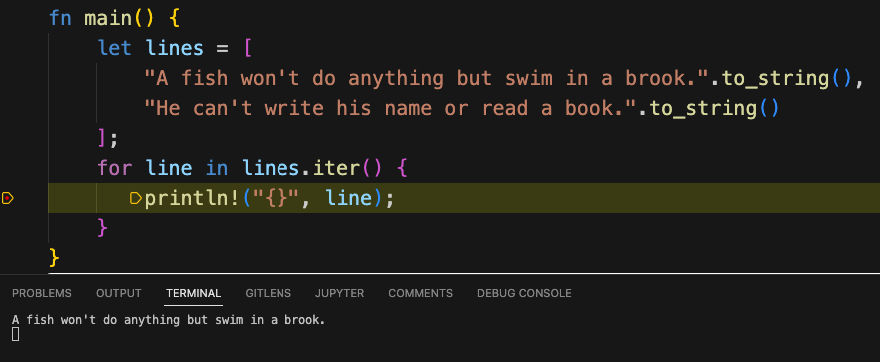 fn main() {
    let lines = [
        "A fish won't do anything but swim in a brook.".to_string(),
        "He can't write his name or read a book.".to_string()
    ];
    for line in lines.iter() {
        println!("{}", line);
    }
}
PROBLEMS OUTPUT TERMINAL GITLENS JUPYTER COMMENTS DEBUG CONSOLE
A fish won't do anything but swim in a brook.